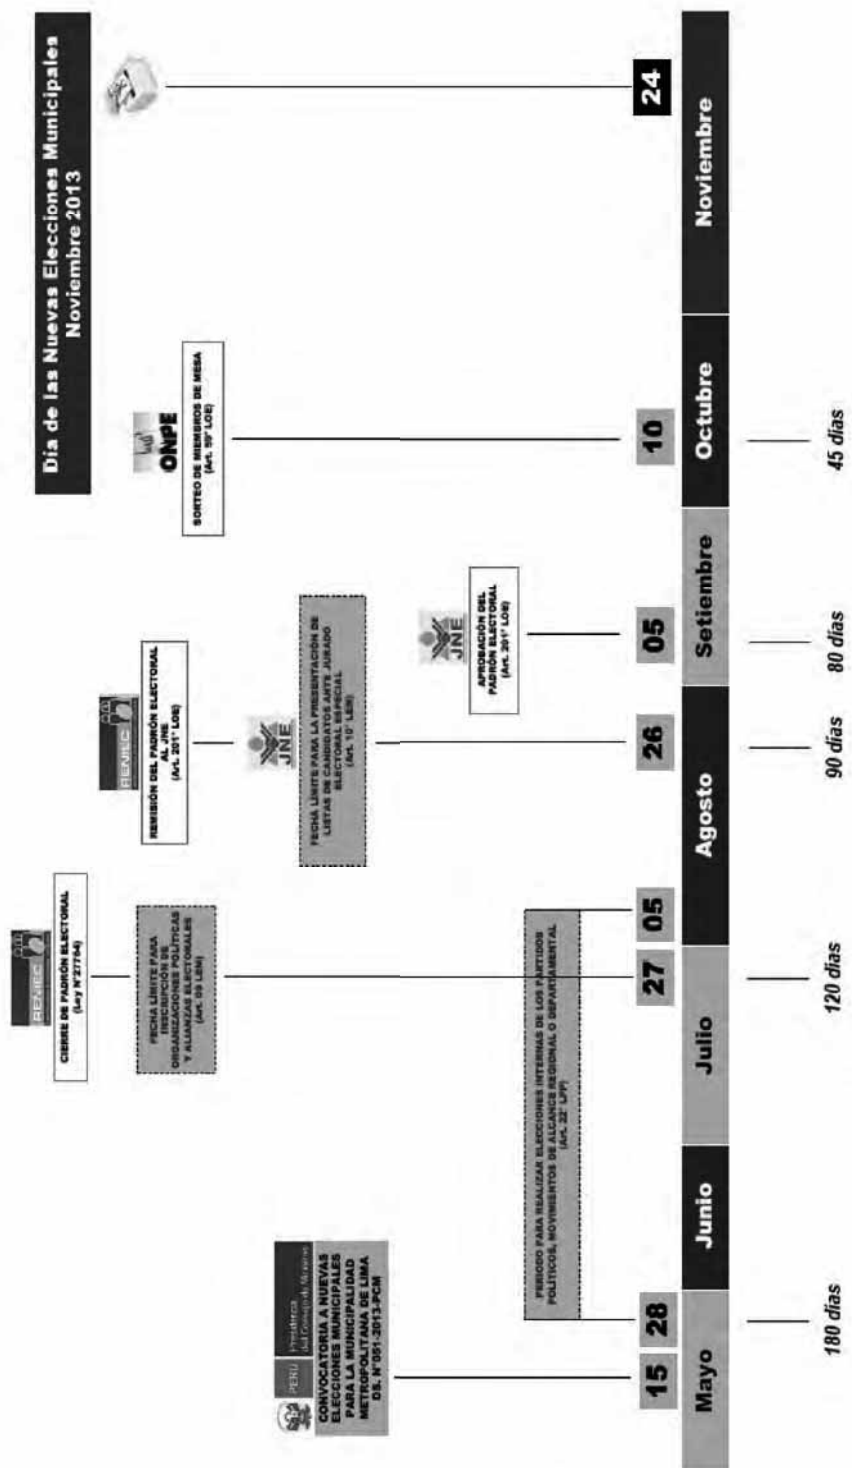 Día de las Nuevas Elecciones Municipales
Noviembre 2013
RENIEC
CIERRE DE PADRÓN ELECTORAL
(Ley N°27764)
FECHA LÍMITE PARA
INSCRIPCIÓN DE
ORGANIZACIONES POLÍTICAS
Y ALIANZAS ELECTORALES
(Art. 09 LEM)
RENIEC
REMISIÓN DEL PADRÓN ELECTORAL
AL JNE
(Art. 201° LOE)
JNE
FECHA LÍMITE PARA LA PRESENTACIÓN DE
LISTAS DE CANDIDATOS ANTE JURADO
ELECTORAL ESPECIAL
(Art. 10° LEM)
JNE
APROBACIÓN DEL
PADRÓN ELECTORAL
(Art. 201° LOE)
ONPE
SORTEO DE MIEMBROS DE MESA
(Art. 59° LOE)
PERÚ
Presidencia
del Consejo de Ministros
CONVOCATORIA A NUEVAS
ELECCIONES MUNICIPALES
PARA LA MUNICIPALIDAD
METROPOLITANA DE LIMA
DS. N°051-2013-PCM
PERIODO PARA REALIZAR ELECCIONES INTERNAS DE LOS PARTIDOS
POLÍTICOS, MOVIMIENTOS DE ALCANCE REGIONAL O DEPARTAMENTAL
(Art. 22° LPP)
15 28 27 05 26 05 10 24
Mayo Junio Julio Agosto Setiembre Octubre Noviembre
180 días 120 días 90 días 80 días 45 días